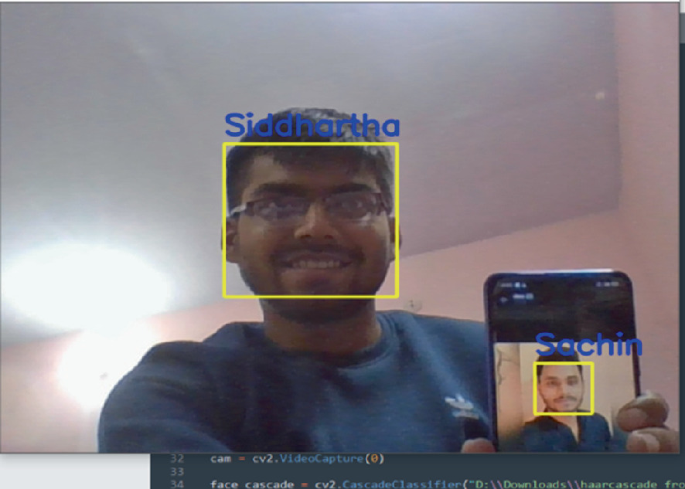 Siddhartha
Sachin
32 cam = cv2.VideoCapture(0)
33
34 face_cascade = cv2.CascadeClassifier("D:\\Downloads\\haarcascade_fro